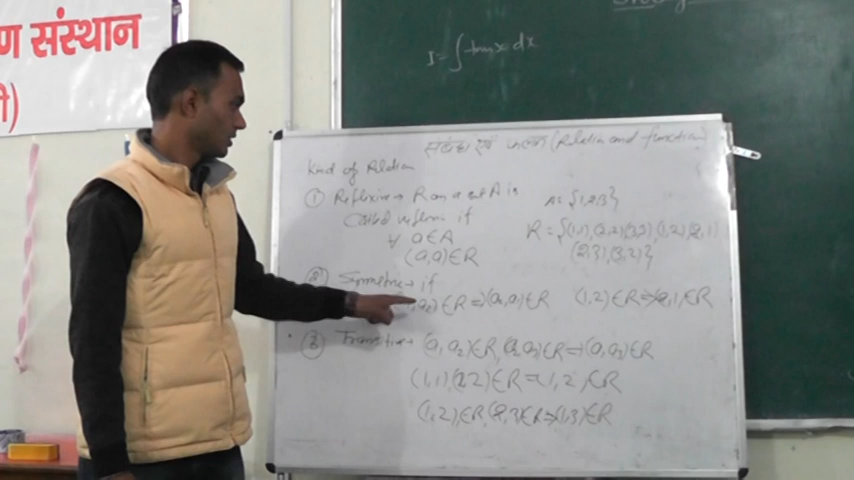 ण संस्थान
ी)
I = ∫ tan x dx
संबंध एवं फलन (Relation and function)
Kind of Relation
① Reflexive → R on a set A is
called reflexive if
∀ a∈A
(a,a)∈R
A = {1,2,3}
R = {(1,1),(2,2),(3,3),(1,2),(2,1)
(2,3),(3,2)}
② Symmetric → if
a₂)∈R ⇒ (a₂,a₁)∈R (1,2)∈R ⇒ (2,1)∈R
③ Transitive → (a₁,a₂)∈R, (a₂,a₃)∈R ⇒ (a₁,a₃)∈R
(1,1),(2,2)∈R ⇒ (1,2)∈R
(1,2)∈R, (2,3)∈R ⇒ (1,3)∈R